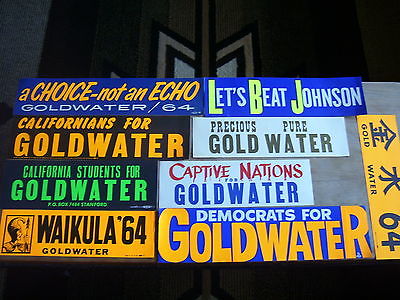 a CHOICE-not an ECHO
GOLDWATER/64
LET'S BEAT JOHNSON
CALIFORNIANS FOR
GOLDWATER
PRECIOUS PURE
GOLD WATER
CALIFORNIA STUDENTS FOR
GOLDWATER
P.O. BOX 7464 STANFORD
CAPTIVE NATIONS
FOR
GOLDWATER
WAIKULA '64
GOLDWATER
DEMOCRATS FOR
GOLDWATER
金
GOLD
水
WATER
64